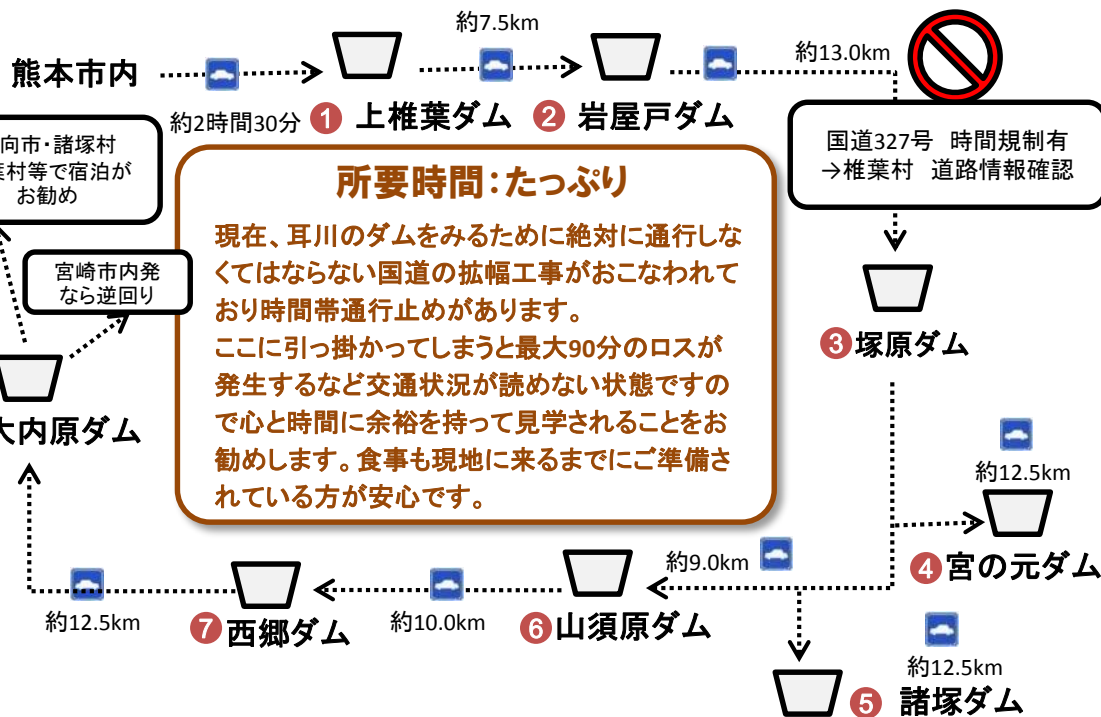 約7.5km
約13.0km
熊本市内
約2時間30分
❶ 上椎葉ダム
❷ 岩屋戸ダム
国道327号 時間規制有
→椎葉村 道路情報確認
向市・諸塚村
村等で宿泊が
お勧め
宮崎市内発
なら逆回り
所要時間：たっぷり
現在、耳川のダムをみるために絶対に通行しな
くてはならない国道の拡幅工事がおこなわれて
おり時間帯通行止めがあります。
ここに引っ掛かってしまうと最大90分のロスが
発生するなど交通状況が読めない状態ですの
で心と時間に余裕を持って見学されることをお
勧めします。食事も現地に来るまでにご準備さ
れている方が安心です。
❸塚原ダム
大内原ダム
約12.5km
❹宮の元ダム
約9.0km
約12.5km
❼西郷ダム
約10.0km
❻山須原ダム
約12.5km
❺ 諸塚ダム